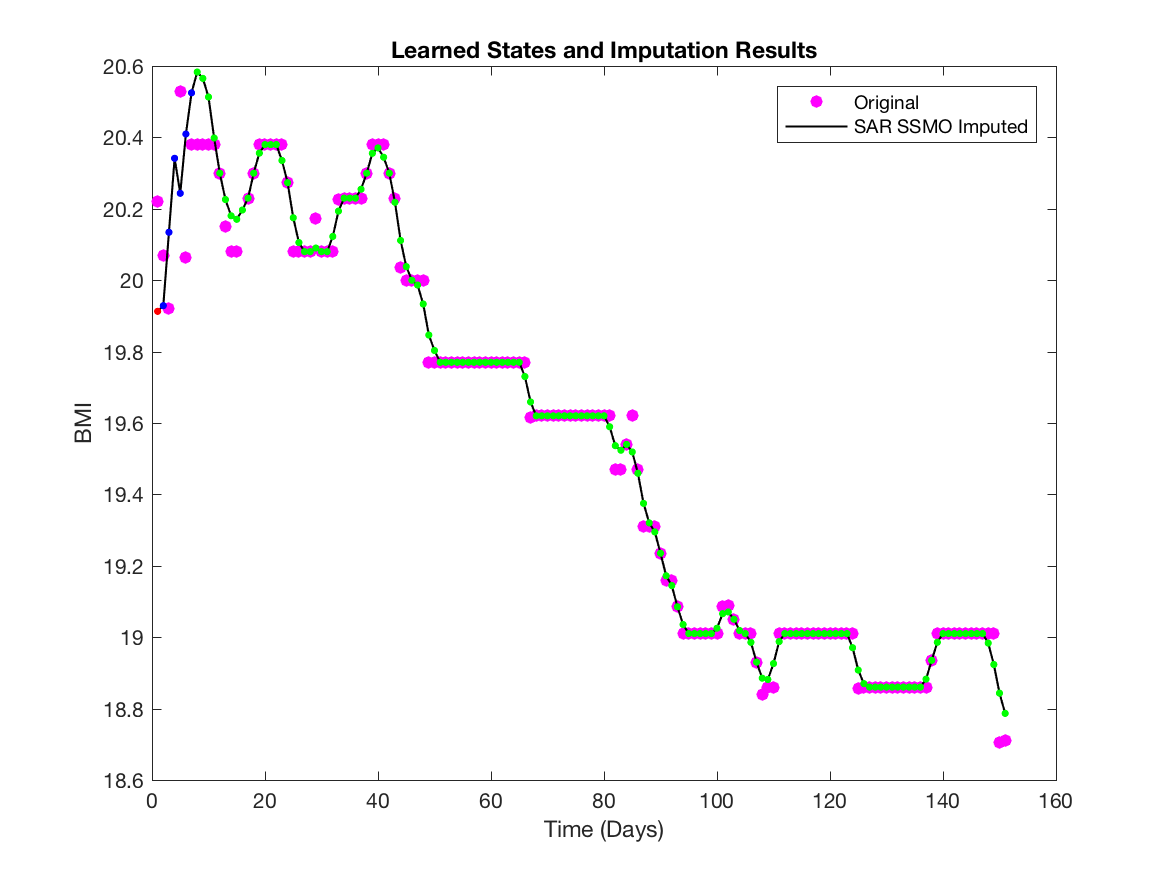 Learned States and Imputation Results
20.6
20.4
20.2
20
19.8
19.6
19.4
19.2
19
18.8
18.6
BMI
Original
SAR SSMO Imputed
0 20 40 60 80 100 120 140 160
Time (Days)